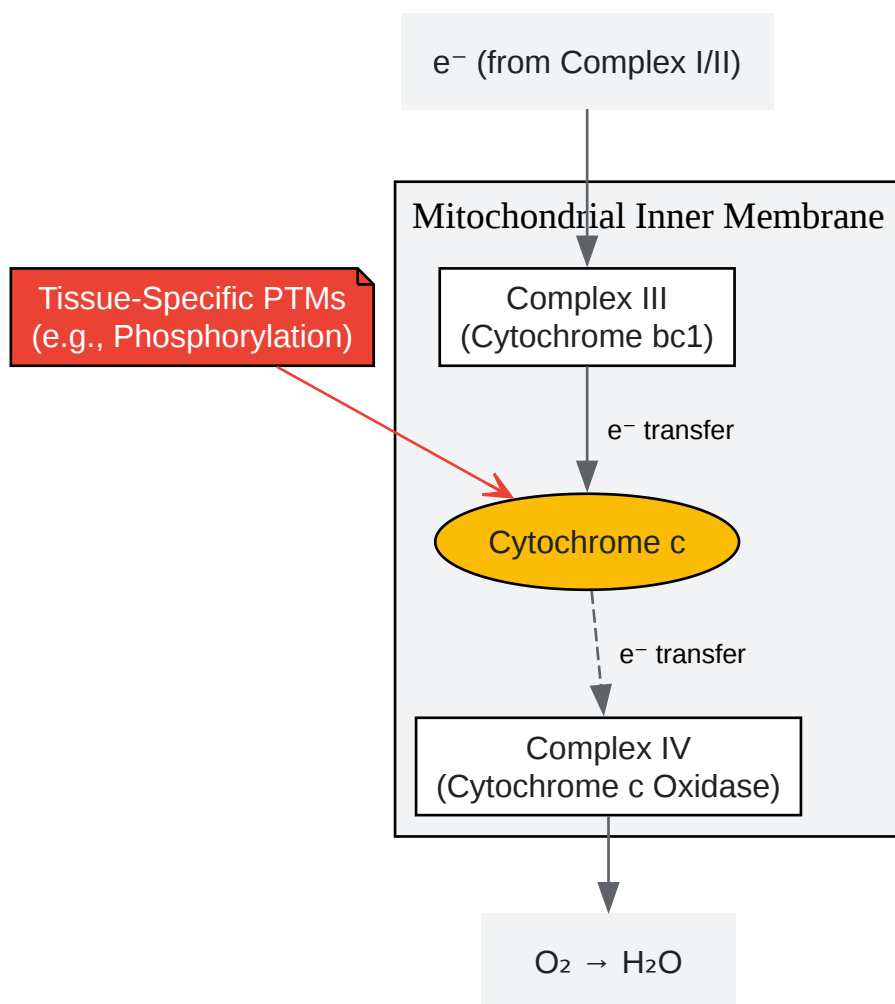 e⁻ (from Complex I/II)
Mitochondrial Inner Membrane
Tissue-Specific PTMs
(e.g., Phosphorylation)
Complex III
(Cytochrome bc1)
e⁻ transfer
Cytochrome c
e⁻ transfer
Complex IV
(Cytochrome c Oxidase)
O₂ → H₂O